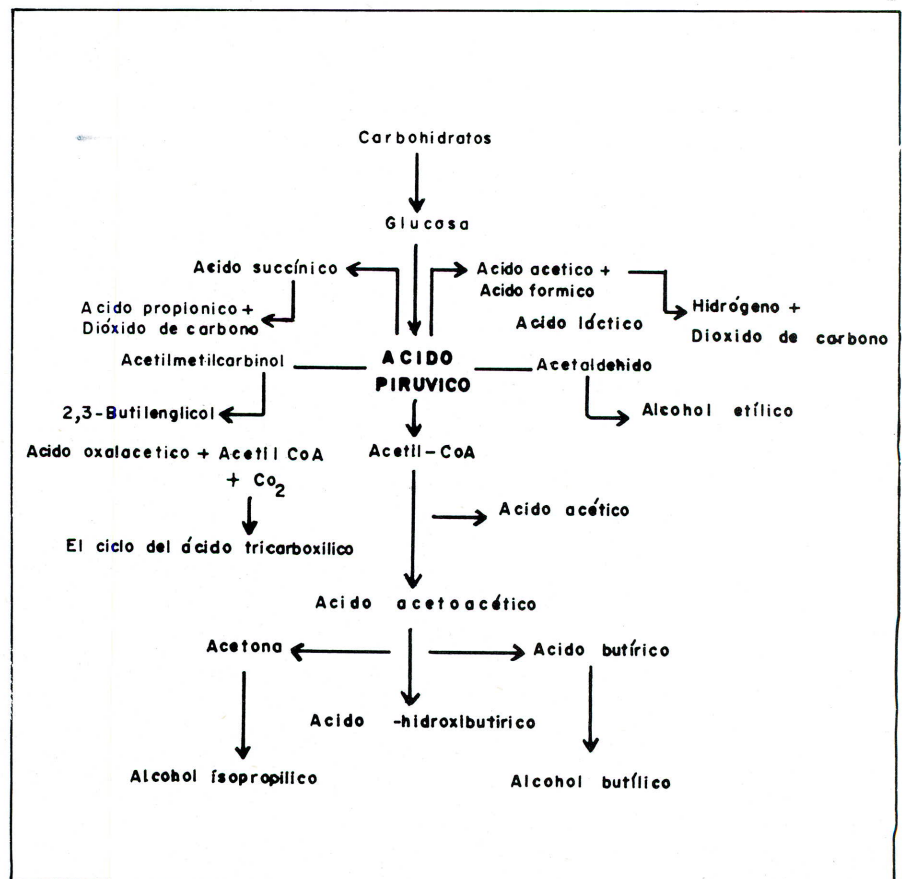 Carbohidratos
Glucosa
Acido succínico
Acido acetico +
Acido formico
Acido propionico +
Dióxido de carbono
Hidrógeno +
Dioxido de carbono
Acido láctico
Acetilmetilcarbinol
ACIDO
PIRUVICO
Acetaldehido
2,3-Butilenglicol
Alcohol etílico
Acido oxalacetico + Acetil CoA
+ Co2
Acetil-CoA
Acido acético
El ciclo del ácido tricarboxilico
Acido acetoacético
Acetona
Acido butírico
Acido -hidroxibutirico
Alcohol isopropilico
Alcohol butílico